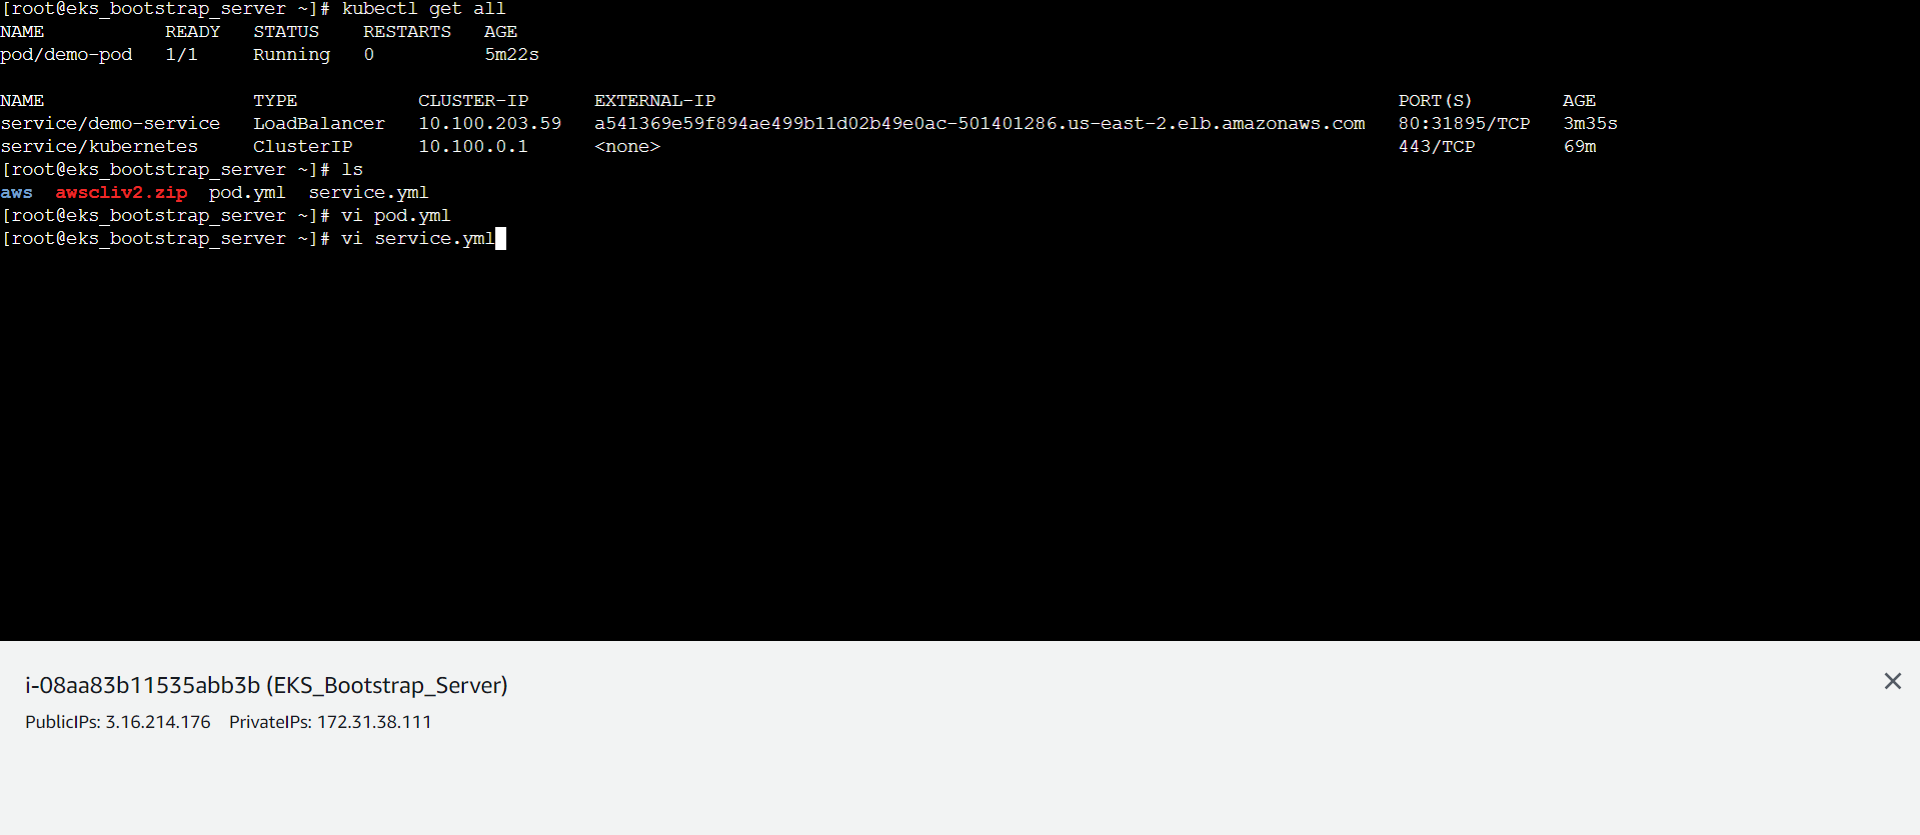 [root@eks_bootstrap_server ~]# kubectl get all
NAME READY STATUS RESTARTS AGE
pod/demo-pod 1/1 Running 0 5m22s
NAME TYPE CLUSTER-IP EXTERNAL-IP PORT(S) AGE
service/demo-service LoadBalancer 10.100.203.59 a541369e59f894ae499b11d02b49e0ac-501401286.us-east-2.elb.amazonaws.com 80:31895/TCP 3m35s
service/kubernetes ClusterIP 10.100.0.1 <none> 443/TCP 69m
[root@eks_bootstrap_server ~]# ls
aws awscliv2.zip pod.yml service.yml
[root@eks_bootstrap_server ~]# vi pod.yml
[root@eks_bootstrap_server ~]# vi service.yml
i-08aa83b11535abb3b (EKS_Bootstrap_Server)
PublicIPs: 3.16.214.176 PrivateIPs: 172.31.38.111